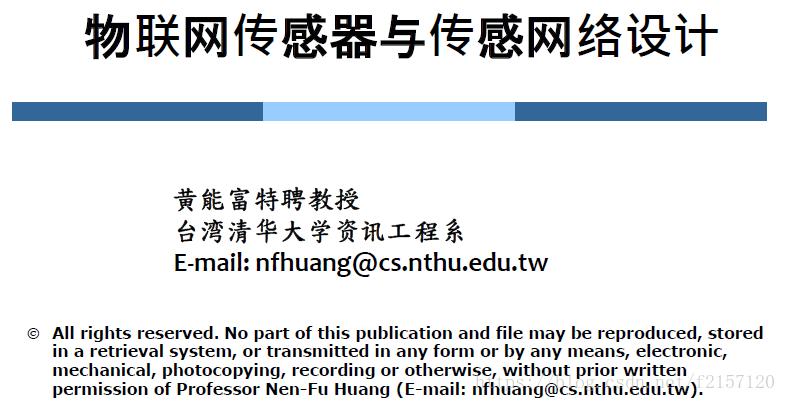 物联网传感器与传感网络设计
黄能富特聘教授
台湾清华大学资讯工程系
E-mail: nfhuang@cs.nthu.edu.tw
© All rights reserved. No part of this publication and file may be reproduced, stored
in a retrieval system, or transmitted in any form or by any means, electronic,
mechanical, photocopying, recording or otherwise, without prior written
permission of Professor Nen-Fu Huang (E-mail: nfhuang@cs.nthu.edu.tw).
https://blog.csdn.net/f2157120